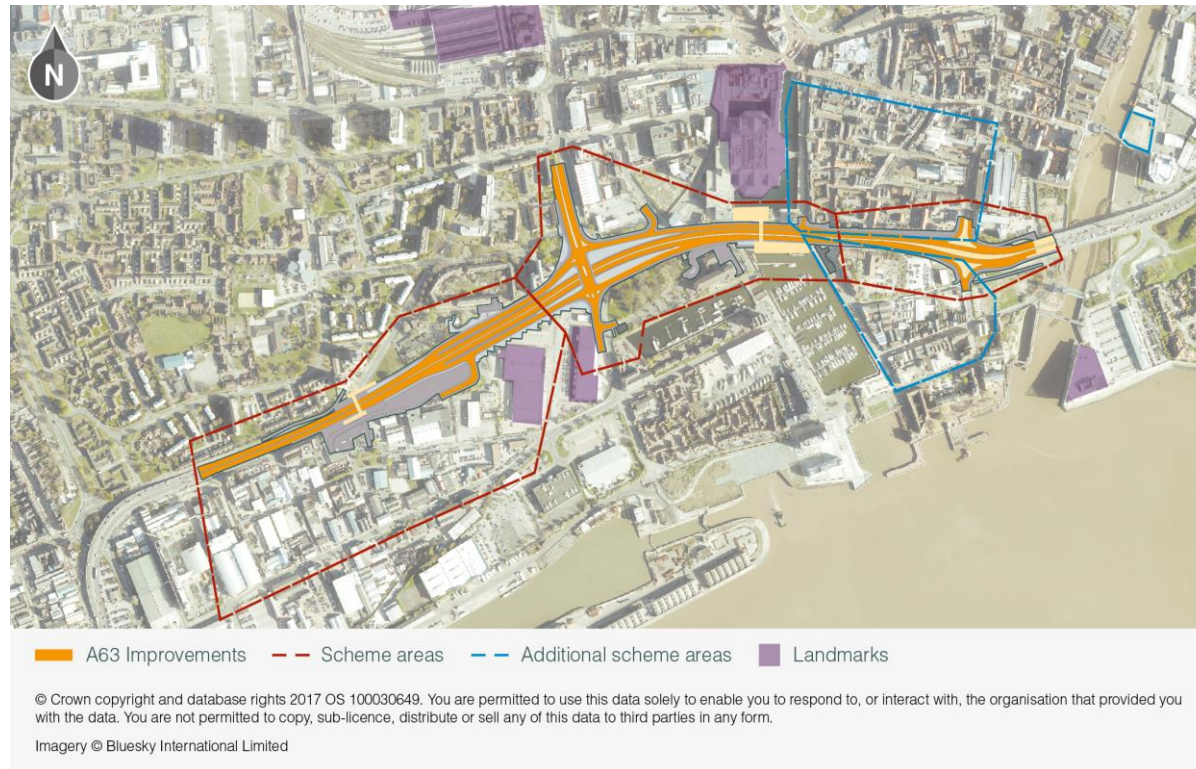 N
A63 Improvements
Scheme areas
Additional scheme areas
Landmarks
© Crown copyright and database rights 2017 OS 100030649. You are permitted to use this data solely to enable you to respond to, or interact with, the organisation that provided you
with the data. You are not permitted to copy, sub-licence, distribute or sell any of this data to third parties in any form.
Imagery © Bluesky International Limited